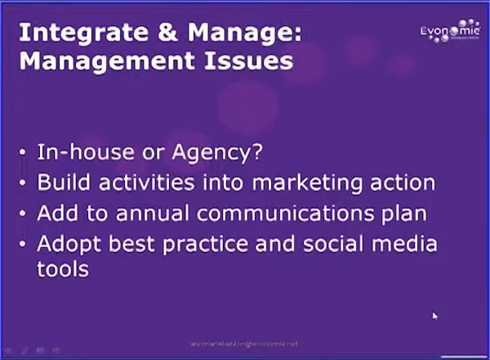 Integrate & Manage:
Management Issues
Evonomie
• In-house or Agency?
• Build activities into marketing action
• Add to annual communications plan
• Adopt best practice and social media
tools